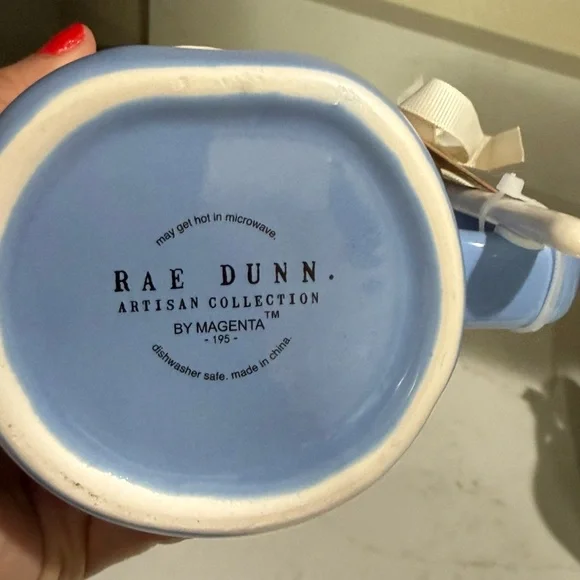 may get hot in microwave.
RAE DUNN.
ARTISAN COLLECTION
BY MAGENTA™
- 195 -
dishwasher safe. made in china.